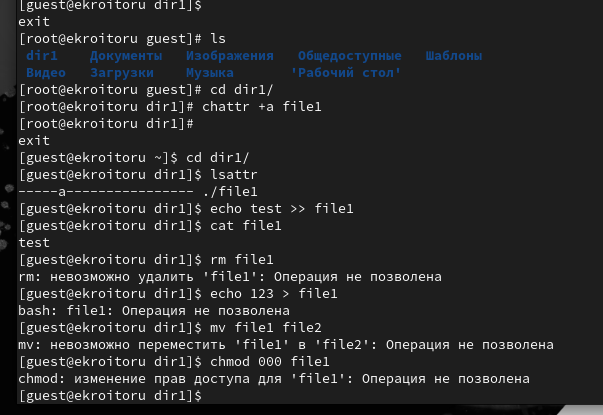 [guest@ekroitoru dir1]$
exit
[root@ekroitoru guest]# ls
dir1 Документы Изображения Общедоступные Шаблоны
Видео Загрузки Музыка 'Рабочий стол'
[root@ekroitoru guest]# cd dir1/
[root@ekroitoru dir1]# chattr +a file1
[root@ekroitoru dir1]#
exit
[guest@ekroitoru ~]$ cd dir1/
[guest@ekroitoru dir1]$ lsattr
-----a---------------- ./file1
[guest@ekroitoru dir1]$ echo test >> file1
[guest@ekroitoru dir1]$ cat file1
test
[guest@ekroitoru dir1]$ rm file1
rm: невозможно удалить 'file1': Операция не позволена
[guest@ekroitoru dir1]$ echo 123 > file1
bash: file1: Операция не позволена
[guest@ekroitoru dir1]$ mv file1 file2
mv: невозможно переместить 'file1' в 'file2': Операция не позволена
[guest@ekroitoru dir1]$ chmod 000 file1
chmod: изменение прав доступа для 'file1': Операция не позволена
[guest@ekroitoru dir1]$